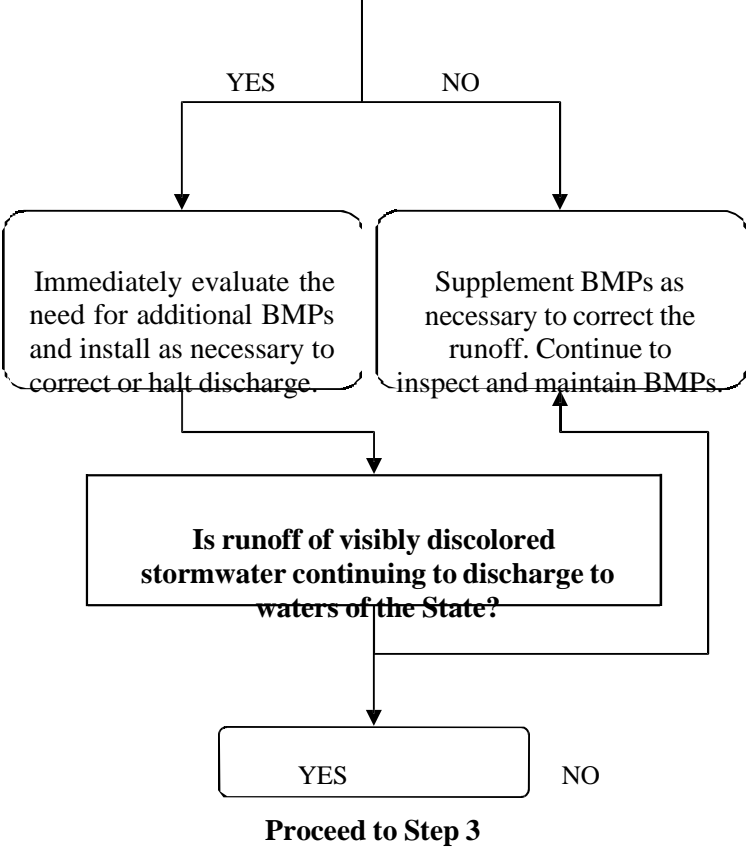 YES
NO
Immediately evaluate the
need for additional BMPs
and install as necessary to
correct or halt discharge.
Supplement BMPs as
necessary to correct the
runoff. Continue to
inspect and maintain BMPs.
Is runoff of visibly discolored
stormwater continuing to discharge to
waters of the State?
YES
NO
Proceed to Step 3